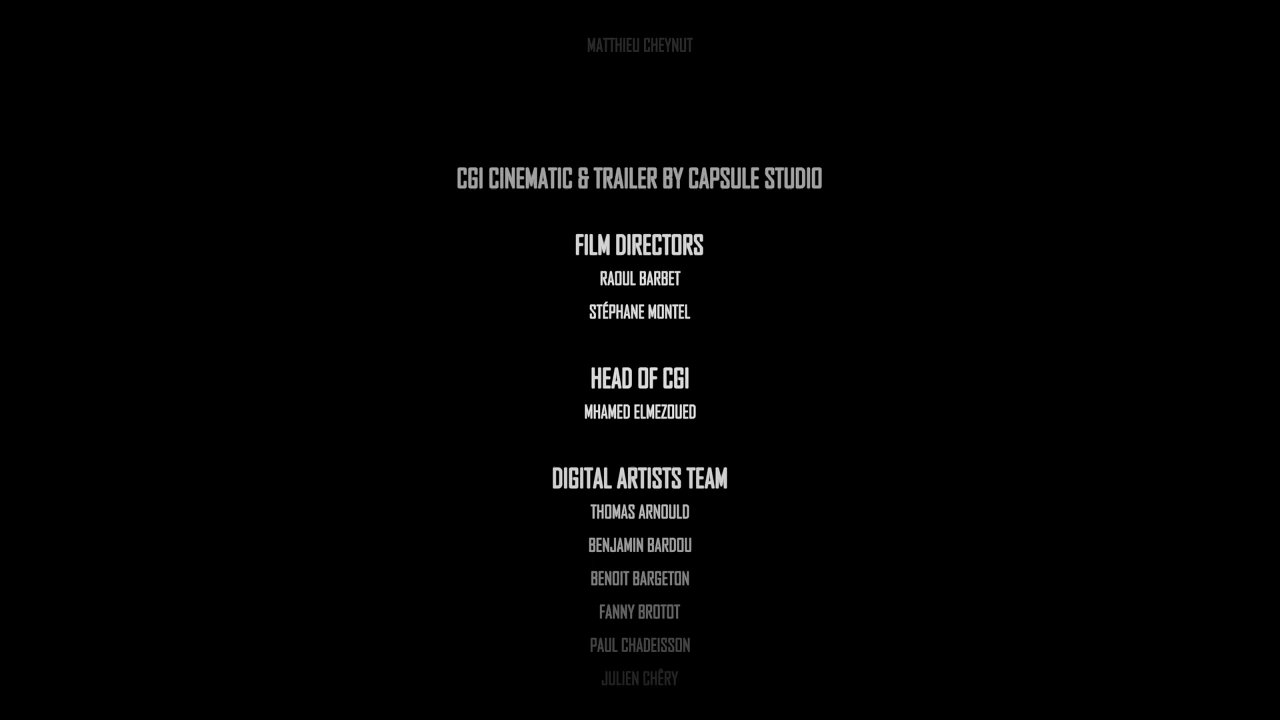 MATTHIEU CHEYNUT
CGI CINEMATIC & TRAILER BY CAPSULE STUDIO
FILM DIRECTORS
RAOUL BARBET
STÉPHANE MONTEL
HEAD OF CGI
MHAMED ELMEZOUED
DIGITAL ARTISTS TEAM
THOMAS ARNOULD
BENJAMIN BARDOU
BENOIT BARGETON
FANNY BROTOT
PAUL CHADEISSON
JULIEN CHÊRY